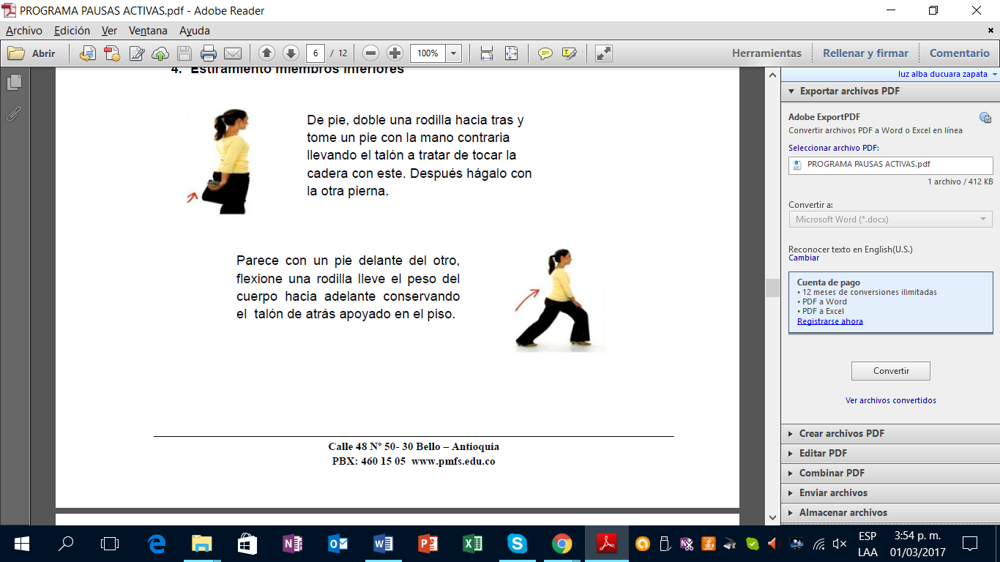 PROGRAMA PAUSAS ACTIVAS.pdf - Adobe Reader
Archivo Edición Ver Ventana Ayuda
Abrir 6 / 12 100% Herramientas Rellenar y firmar Comentario
4. Estiramiento miembros inferiores
De pie, doble una rodilla hacia tras y
tome un pie con la mano contraria
llevando el talón a tratar de tocar la
cadera con este. Después hágalo con
la otra pierna.
Parece con un pie delante del otro,
flexione una rodilla lleve el peso del
cuerpo hacia adelante conservando
el talón de atrás apoyado en el piso.
Calle 48 Nº 50- 30 Bello – Antioquia
PBX: 460 15 05 www.pmfs.edu.co
luz alba ducuara zapata
Exportar archivos PDF
Adobe ExportPDF
Convertir archivos PDF a Word o Excel en línea
Seleccionar archivo PDF:
PROGRAMA PAUSAS ACTIVAS.pdf
1 archivo / 412 KB
Convertir a:
Microsoft Word (*.docx)
Reconocer texto en English(U.S.)
Cambiar
Cuenta de pago
• 12 meses de conversiones ilimitadas
• PDF a Word
• PDF a Excel
Registrarse ahora
Convertir
Ver archivos convertidos
Crear archivos PDF
Editar PDF
Combinar PDF
Enviar archivos
Almacenar archivos
ESP
LAA
3:54 p. m.
01/03/2017